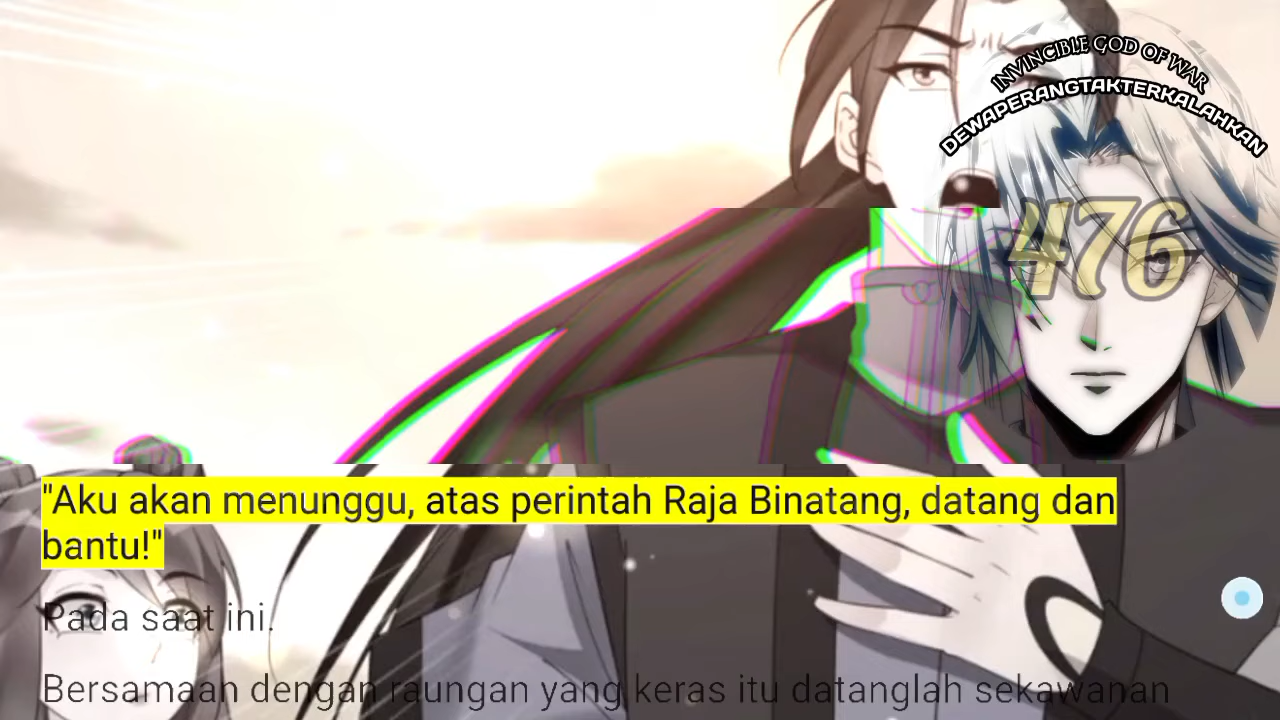 INVINCIBLE GOD OF WAR
DEWAPERANGTAKTERKALAHKAN
476
"Aku akan menunggu, atas perintah Raja Binatang, datang dan
bantu!"
Pada saat ini.
Bersamaan dengan raungan yang keras itu datanglah sekawanan